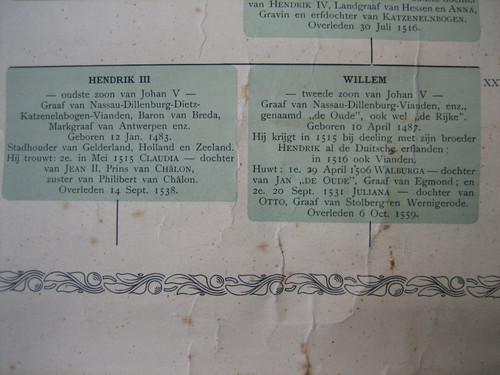 van HENDRIK IV, Landgraaf van Hessen en ANNA,
Gravin en erfdochter van KATZENELNBOGEN.
Overleden 30 Juli 1516.
HENDRIK III
— oudste zoon van Johan V —
Graaf van Nassau-Dillenburg-Dietz-
Katzenelnbogen-Vianden, Baron van Breda,
Markgraaf van Antwerpen enz.
Geboren 12 Jan. 1483.
Stadhouder van Gelderland, Holland en Zeeland.
Hij trouwt: 2e. in Mei 1515 CLAUDIA — dochter
van JEAN II, Prins van CHÂLON,
zuster van Philibert van Châlon.
Overleden 14 Sept. 1538.
WILLEM
— tweede zoon van Johan V —
Graaf van Nassau-Dillenburg-Vianden, enz.,
genaamd „de Oude", ook wel „de Rijke".
Geboren 10 April 1487.
Hij krijgt in 1515 bij deeling met zijn broeder
HENDRIK al de Duitsche erflanden:
in 1516 ook Vianden.
Huwt: 1e. 29 April 1506 WALBURGA — dochter
van JAN „DE OUDE", Graaf van Egmond; en
2e. 20 Sept. 1531 JULIANA — dochter van
OTTO, Graaf van Stolberg en Wernigerode.
Overleden 6 Oct. 1559.